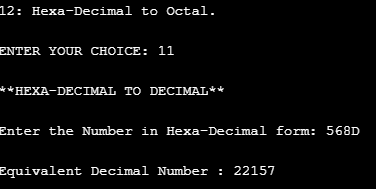 12: Hexa-Decimal to Octal.
ENTER YOUR CHOICE: 11
**HEXA-DECIMAL TO DECIMAL**
Enter the Number in Hexa-Decimal form: 568D
Equivalent Decimal Number : 22157